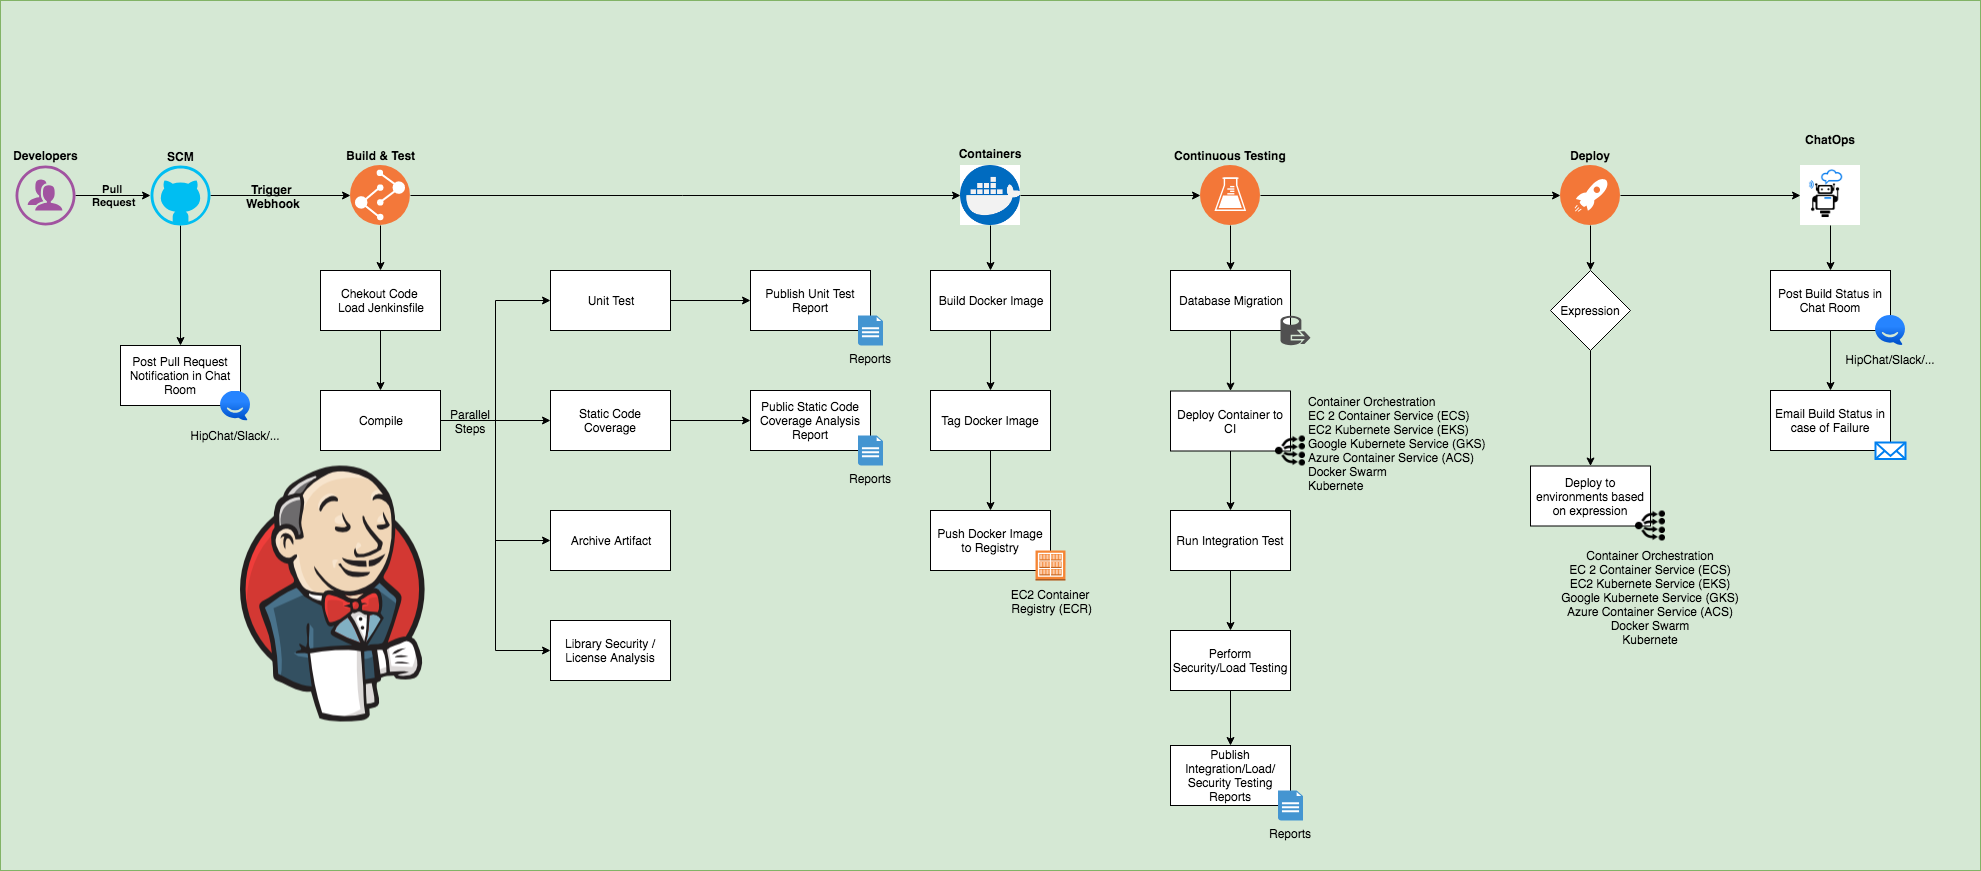 Developers
SCM
Build & Test
Containers
Continuous Testing
Deploy
ChatOps
Pull
Request
Trigger
Webhook
Post Pull Request
Notification in Chat
Room
HipChat/Slack/...
Chekout Code
Load Jenkinsfile
Compile
Parallel
Steps
Unit Test
Publish Unit Test
Report
Reports
Static Code
Coverage
Public Static Code
Coverage Analysis
Report
Reports
Archive Artifact
Library Security /
License Analysis
Build Docker Image
Tag Docker Image
Push Docker Image
to Registry
EC2 Container
Registry (ECR)
Database Migration
Deploy Container to
CI
Container Orchestration
EC 2 Container Service (ECS)
EC2 Kubernete Service (EKS)
Google Kubernete Service (GKS)
Azure Container Service (ACS)
Docker Swarm
Kubernete
Run Integration Test
Perform
Security/Load Testing
Publish
Integration/Load/
Security Testing
Reports
Reports
Expression
Deploy to
environments based
on expression
Container Orchestration
EC 2 Container Service (ECS)
EC2 Kubernete Service (EKS)
Google Kubernete Service (GKS)
Azure Container Service (ACS)
Docker Swarm
Kubernete
Post Build Status in
Chat Room
HipChat/Slack/...
Email Build Status in
case of Failure